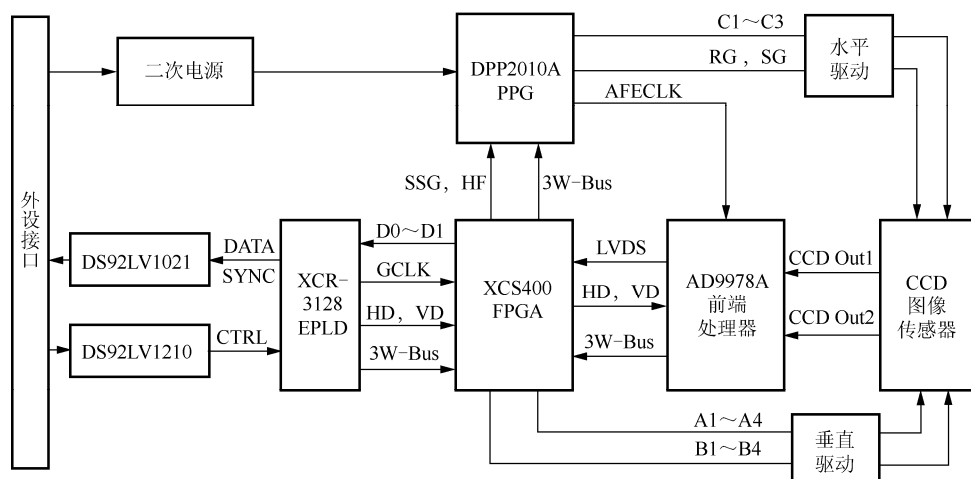 C1～C3
RG，SG
AFECLK
水平
驱动
二次电源
DPP2010A
PPG
SSG，HF
3W-Bus
外设接口
DS92LV1021
DATA
SYNC
DS92LV1210
CTRL
XCR-
3128
EPLD
D0～D1
GCLK
HD，VD
3W-Bus
XCS400
FPGA
LVDS
HD，VD
3W-Bus
AD9978A
前端
处理器
CCD Out1
CCD Out2
CCD
图像
传感器
A1～A4
B1～B4
垂直
驱动